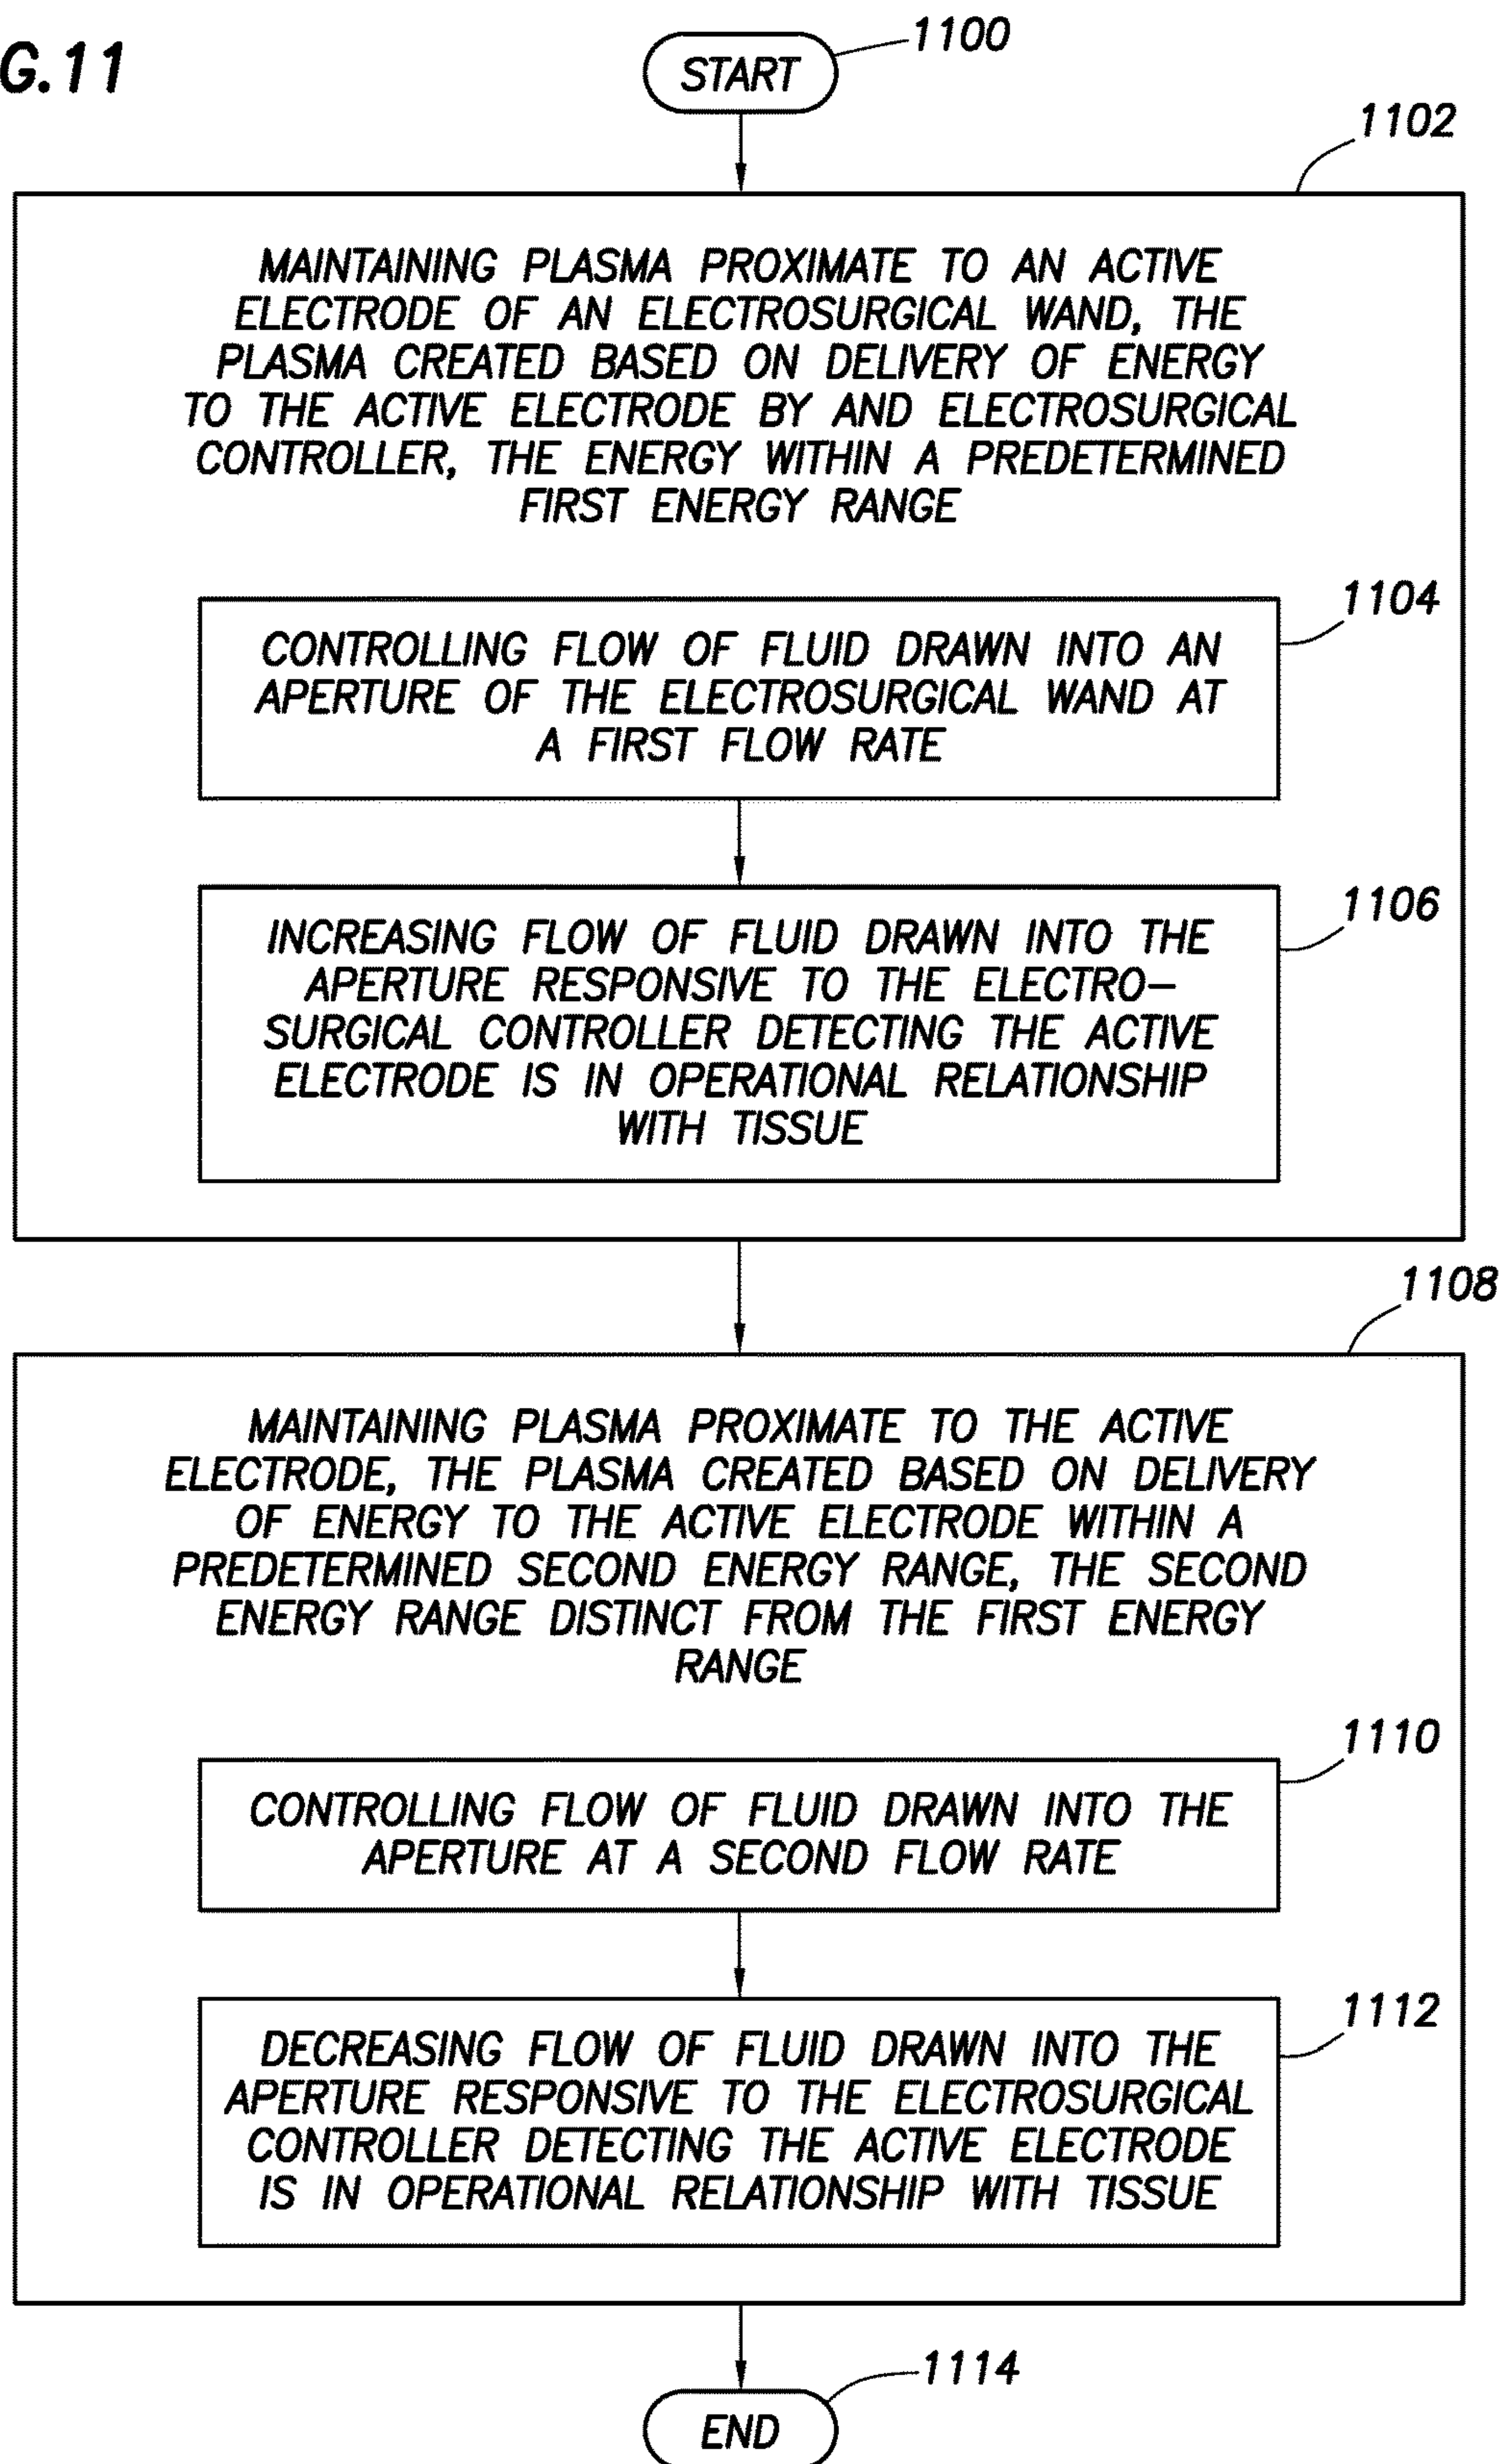 G.11
1100
START
1102
MAINTAINING PLASMA PROXIMATE TO AN ACTIVE
ELECTRODE OF AN ELECTROSURGICAL WAND, THE
PLASMA CREATED BASED ON DELIVERY OF ENERGY
TO THE ACTIVE ELECTRODE BY AND ELECTROSURGICAL
CONTROLLER, THE ENERGY WITHIN A PREDETERMINED
FIRST ENERGY RANGE
1104
CONTROLLING FLOW OF FLUID DRAWN INTO AN
APERTURE OF THE ELECTROSURGICAL WAND AT
A FIRST FLOW RATE
1106
INCREASING FLOW OF FLUID DRAWN INTO THE
APERTURE RESPONSIVE TO THE ELECTRO-
SURGICAL CONTROLLER DETECTING THE ACTIVE
ELECTRODE IS IN OPERATIONAL RELATIONSHIP
WITH TISSUE
1108
MAINTAINING PLASMA PROXIMATE TO THE ACTIVE
ELECTRODE, THE PLASMA CREATED BASED ON DELIVERY
OF ENERGY TO THE ACTIVE ELECTRODE WITHIN A
PREDETERMINED SECOND ENERGY RANGE, THE SECOND
ENERGY RANGE DISTINCT FROM THE FIRST ENERGY
RANGE
1110
CONTROLLING FLOW OF FLUID DRAWN INTO THE
APERTURE AT A SECOND FLOW RATE
1112
DECREASING FLOW OF FLUID DRAWN INTO THE
APERTURE RESPONSIVE TO THE ELECTROSURGICAL
CONTROLLER DETECTING THE ACTIVE ELECTRODE
IS IN OPERATIONAL RELATIONSHIP WITH TISSUE
1114
END